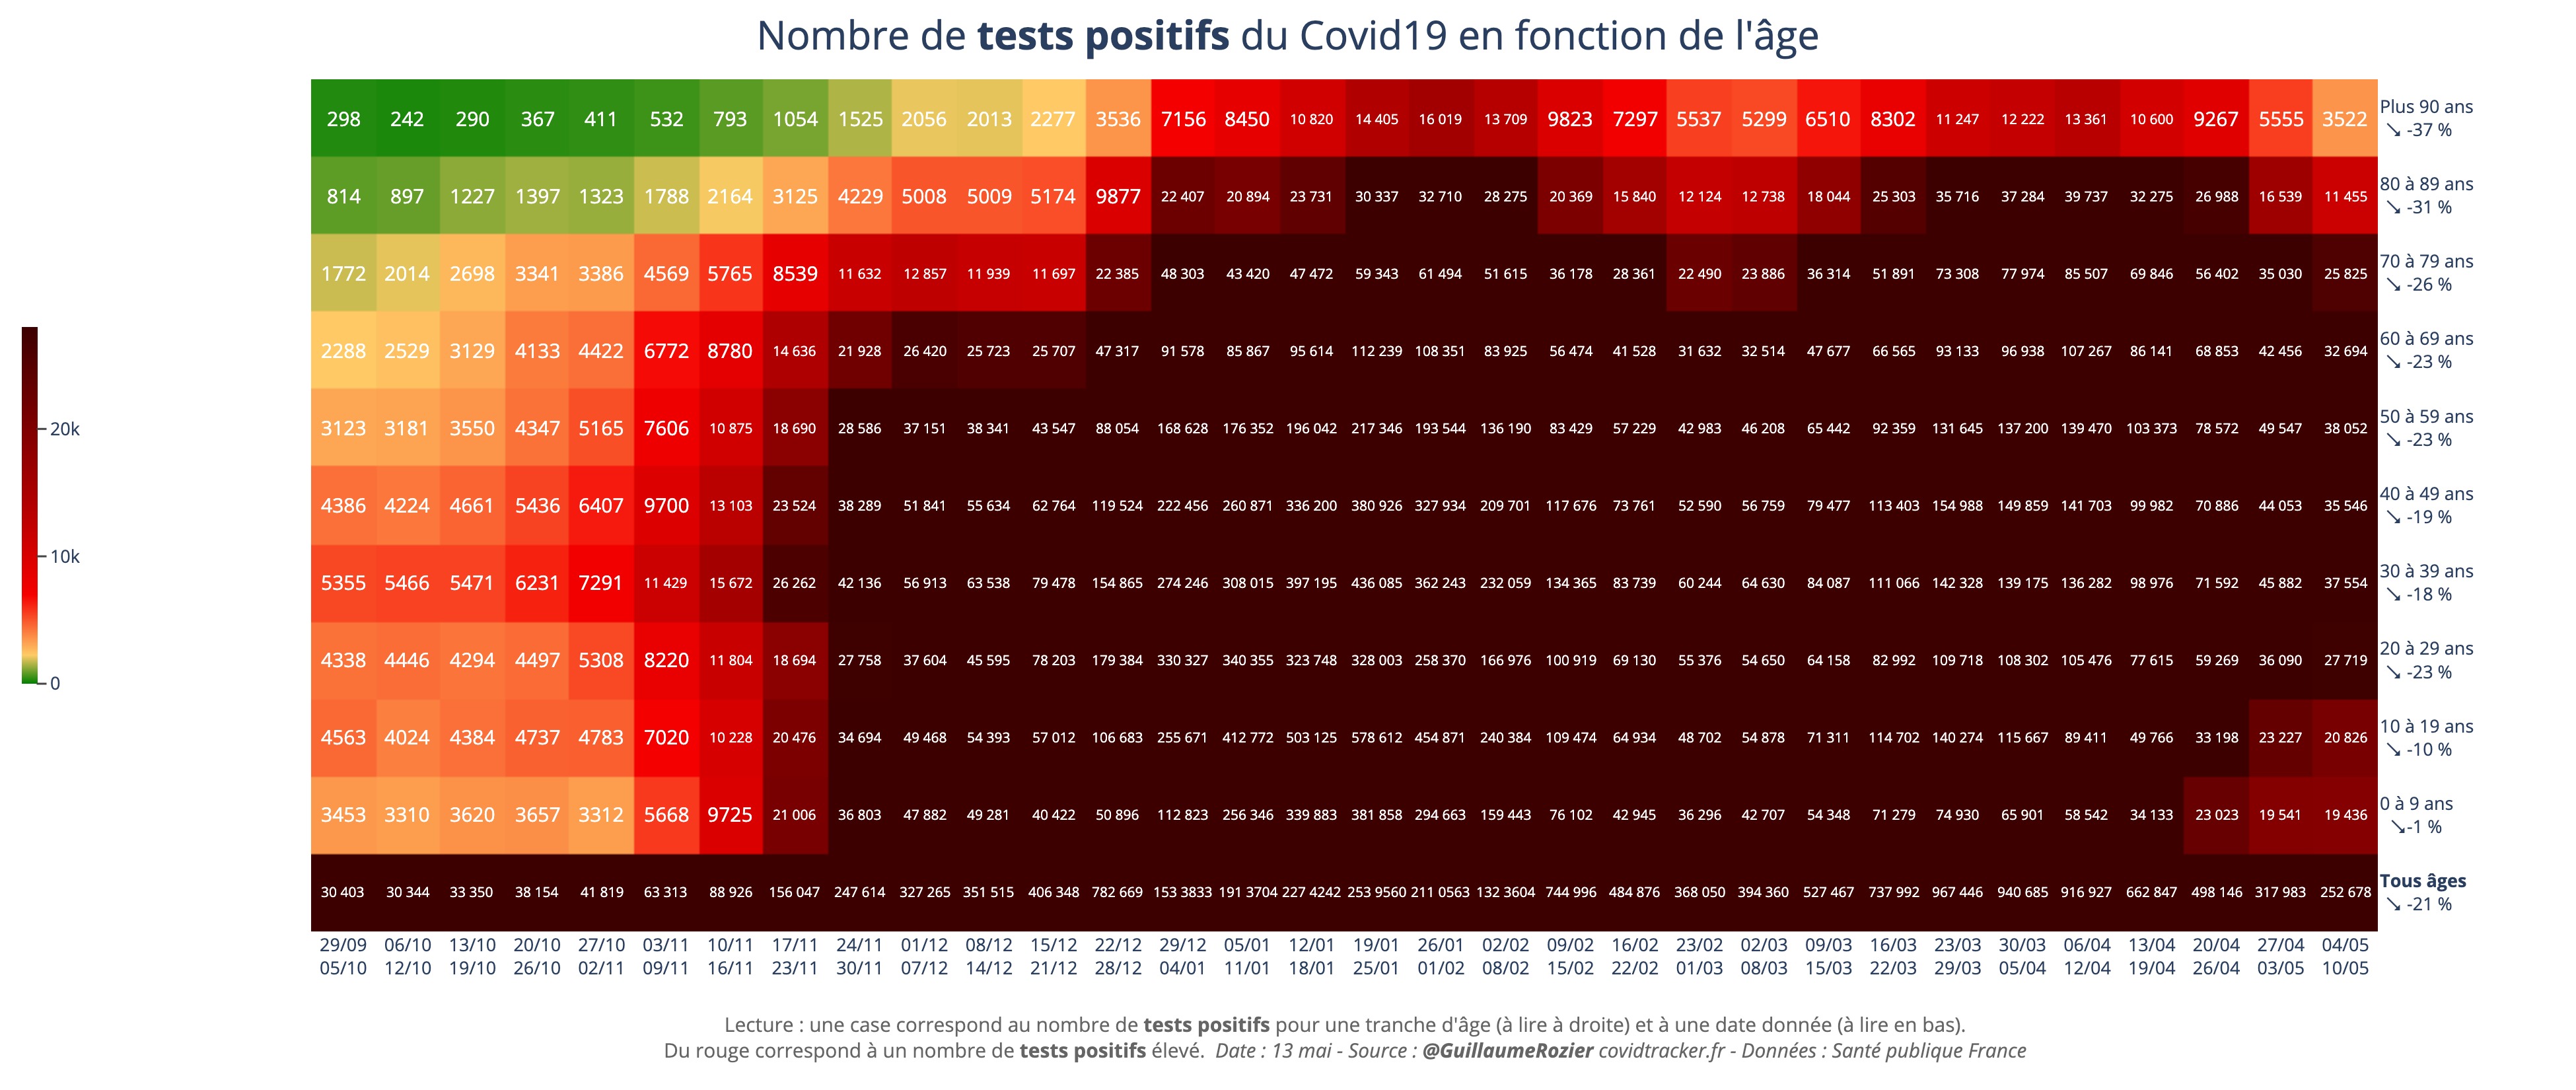 Nombre de tests positifs du Covid19 en fonction de l'âge
298 242 290 367 411 532 793 1054 1525 2056 2013 2277 3536 7156 8450 10 820 14 405 16 019 13 709 9823 7297 5537 5299 6510 8302 11 247 12 222 13 361 10 600 9267 5555 3522 Plus 90 ans
↘ -37 %
814 897 1227 1397 1323 1788 2164 3125 4229 5008 5009 5174 9877 22 407 20 894 23 731 30 337 32 710 28 275 20 369 15 840 12 124 12 738 18 044 25 303 35 716 37 284 39 737 32 275 26 988 16 539 11 455 80 à 89 ans
↘ -31 %
1772 2014 2698 3341 3386 4569 5765 8539 11 632 12 857 11 939 11 697 22 385 48 303 43 420 47 472 59 343 61 494 51 615 36 178 28 361 22 490 23 886 36 314 51 891 73 308 77 974 85 507 69 846 56 402 35 030 25 825 70 à 79 ans
↘ -26 %
2288 2529 3129 4133 4422 6772 8780 14 636 21 928 26 420 25 723 25 707 47 317 91 578 85 867 95 614 112 239 108 351 83 925 56 474 41 528 31 632 32 514 47 677 66 565 93 133 96 938 107 267 86 141 68 853 42 456 32 694 60 à 69 ans
↘ -23 %
3123 3181 3550 4347 5165 7606 10 875 18 690 28 586 37 151 38 341 43 547 88 054 168 628 176 352 196 042 217 346 193 544 136 190 83 429 57 229 42 983 46 208 65 442 92 359 131 645 137 200 139 470 103 373 78 572 49 547 38 052 50 à 59 ans
↘ -23 %
4386 4224 4661 5436 6407 9700 13 103 23 524 38 289 51 841 55 634 62 764 119 524 222 456 260 871 336 200 380 926 327 934 209 701 117 676 73 761 52 590 56 759 79 477 113 403 154 988 149 859 141 703 99 982 70 886 44 053 35 546 40 à 49 ans
↘ -19 %
5355 5466 5471 6231 7291 11 429 15 672 26 262 42 136 56 913 63 538 79 478 154 865 274 246 308 015 397 195 436 085 362 243 232 059 134 365 83 739 60 244 64 630 84 087 111 066 142 328 139 175 136 282 98 976 71 592 45 882 37 554 30 à 39 ans
↘ -18 %
4338 4446 4294 4497 5308 8220 11 804 18 694 27 758 37 604 45 595 78 203 179 384 330 327 340 355 323 748 328 003 258 370 166 976 100 919 69 130 55 376 54 650 64 158 82 992 109 718 108 302 105 476 77 615 59 269 36 090 27 719 20 à 29 ans
↘ -23 %
4563 4024 4384 4737 4783 7020 10 228 20 476 34 694 49 468 54 393 57 012 106 683 255 671 412 772 503 125 578 612 454 871 240 384 109 474 64 934 48 702 54 878 71 311 114 702 140 274 115 667 89 411 49 766 33 198 23 227 20 826 10 à 19 ans
↘ -10 %
3453 3310 3620 3657 3312 5668 9725 21 006 36 803 47 882 49 281 40 422 50 896 112 823 256 346 339 883 381 858 294 663 159 443 76 102 42 945 36 296 42 707 54 348 71 279 74 930 65 901 58 542 34 133 23 023 19 541 19 436 0 à 9 ans
↘-1 %
30 403 30 344 33 350 38 154 41 819 63 313 88 926 156 047 247 614 327 265 351 515 406 348 782 669 153 3833 191 3704 227 4242 253 9560 211 0563 132 3604 744 996 484 876 368 050 394 360 527 467 737 992 967 446 940 685 916 927 662 847 498 146 317 983 252 678 Tous âges
↘ -21 %
20k
10k
0
29/09 06/10 13/10 20/10 27/10 03/11 10/11 17/11 24/11 01/12 08/12 15/12 22/12 29/12 05/01 12/01 19/01 26/01 02/02 09/02 16/02 23/02 02/03 09/03 16/03 23/03 30/03 06/04 13/04 20/04 27/04 04/05
05/10 12/10 19/10 26/10 02/11 09/11 16/11 23/11 30/11 07/12 14/12 21/12 28/12 04/01 11/01 18/01 25/01 01/02 08/02 15/02 22/02 01/03 08/03 15/03 22/03 29/03 05/04 12/04 19/04 26/04 03/05 10/05
Lecture : une case correspond au nombre de tests positifs pour une tranche d'âge (à lire à droite) et à une date donnée (à lire en bas).
Du rouge correspond à un nombre de tests positifs élevé. Date : 13 mai - Source : @GuillaumeRozier covidtracker.fr - Données : Santé publique France